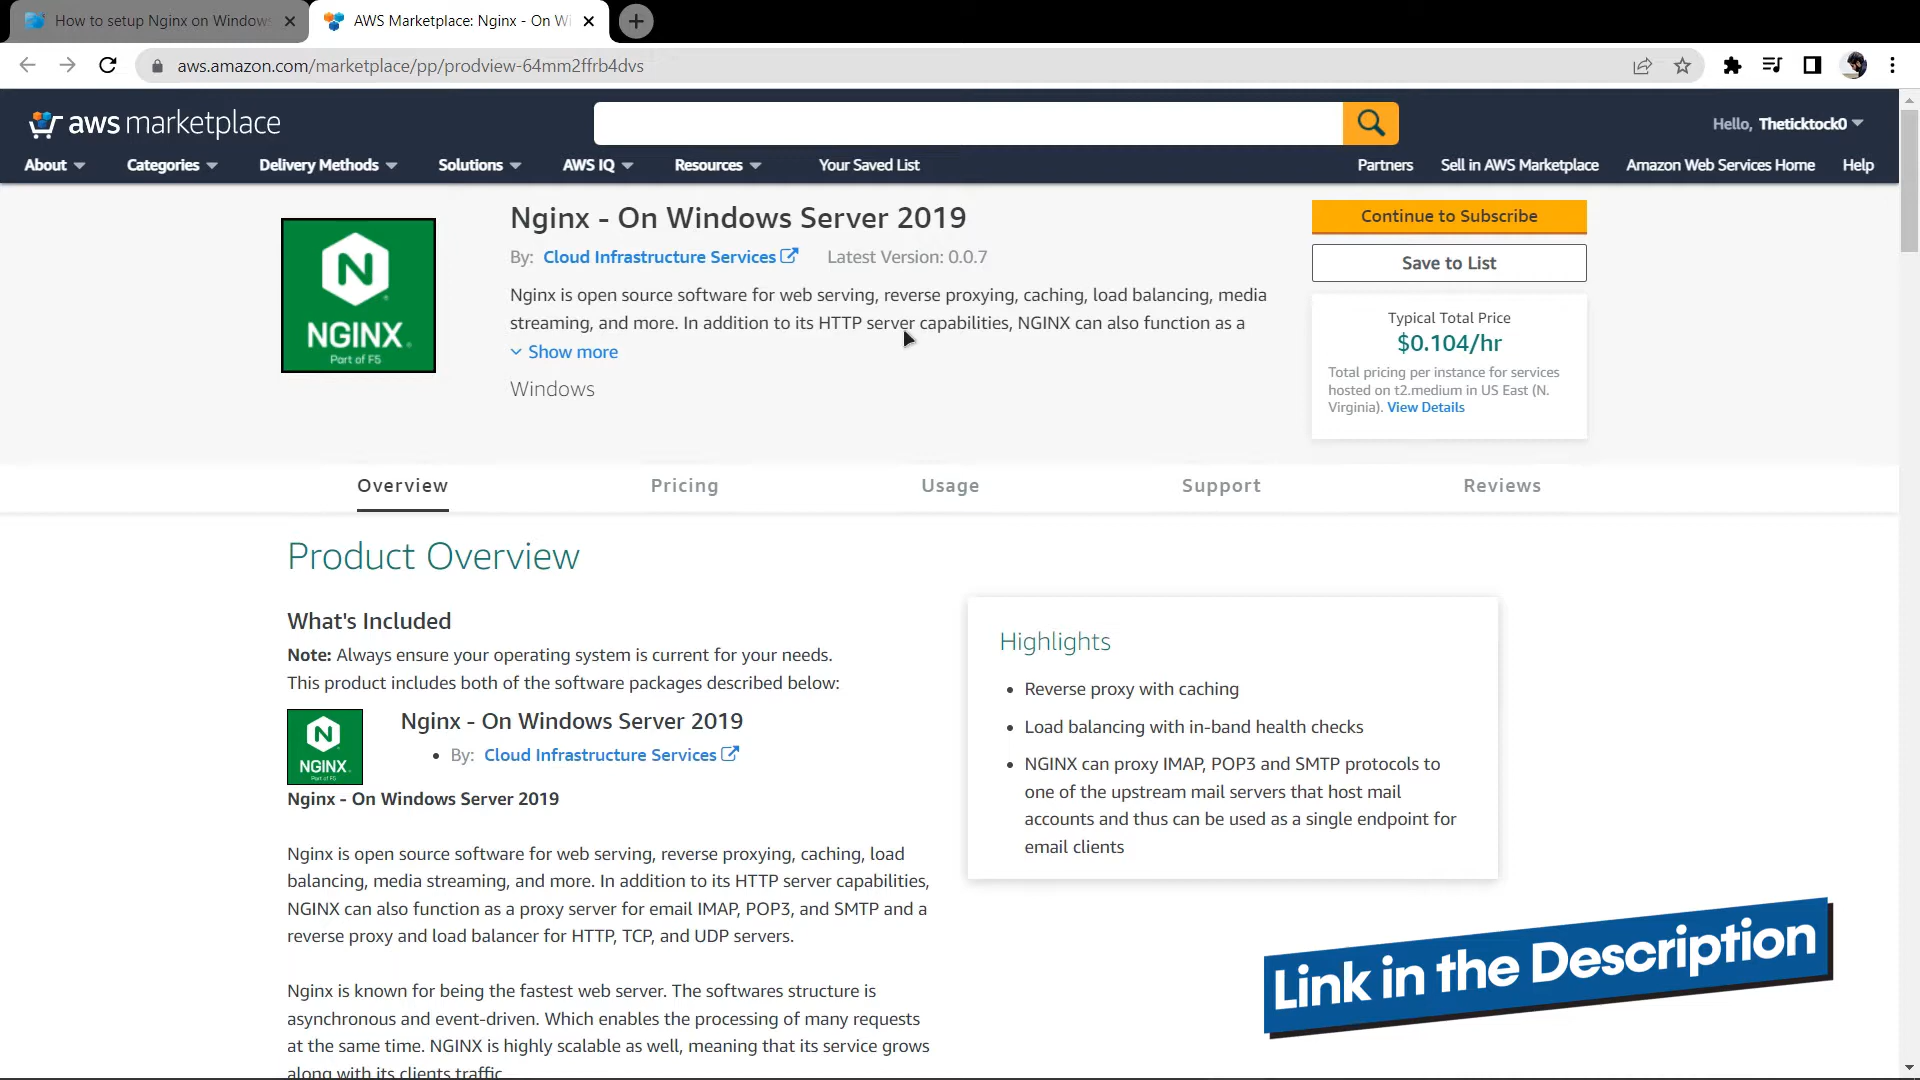 How to setup Nginx on Window
AWS Marketplace: Nginx - On Wi
aws.amazon.com/marketplace/pp/prodview-64mm2ffrb4dvs
aws marketplace
Hello, Theticktock0
About
Categories
Delivery Methods
Solutions
AWS IQ
Resources
Your Saved List
Partners
Sell in AWS Marketplace
Amazon Web Services Home
Help
N
NGINX
Part of F5
Nginx - On Windows Server 2019
By: Cloud Infrastructure Services
Latest Version: 0.0.7
Nginx is open source software for web serving, reverse proxying, caching, load balancing, media
streaming, and more. In addition to its HTTP server capabilities, NGINX can also function as a
Show more
Windows
Continue to Subscribe
Save to List
Typical Total Price
$0.104/hr
Total pricing per instance for services
hosted on t2.medium in US East (N.
Virginia). View Details
Overview
Pricing
Usage
Support
Reviews
Product Overview
What's Included
Note: Always ensure your operating system is current for your needs.
This product includes both of the software packages described below:
N
NGINX
Part of F5
Nginx - On Windows Server 2019
By: Cloud Infrastructure Services
Nginx - On Windows Server 2019
Nginx is open source software for web serving, reverse proxying, caching, load
balancing, media streaming, and more. In addition to its HTTP server capabilities,
NGINX can also function as a proxy server for email IMAP, POP3, and SMTP and a
reverse proxy and load balancer for HTTP, TCP, and UDP servers.
Nginx is known for being the fastest web server. The softwares structure is
asynchronous and event-driven. Which enables the processing of many requests
at the same time. NGINX is highly scalable as well, meaning that its service grows
along with its clients traffic.
Highlights
Reverse proxy with caching
Load balancing with in-band health checks
NGINX can proxy IMAP, POP3 and SMTP protocols to
one of the upstream mail servers that host mail
accounts and thus can be used as a single endpoint for
email clients
Link in the Description